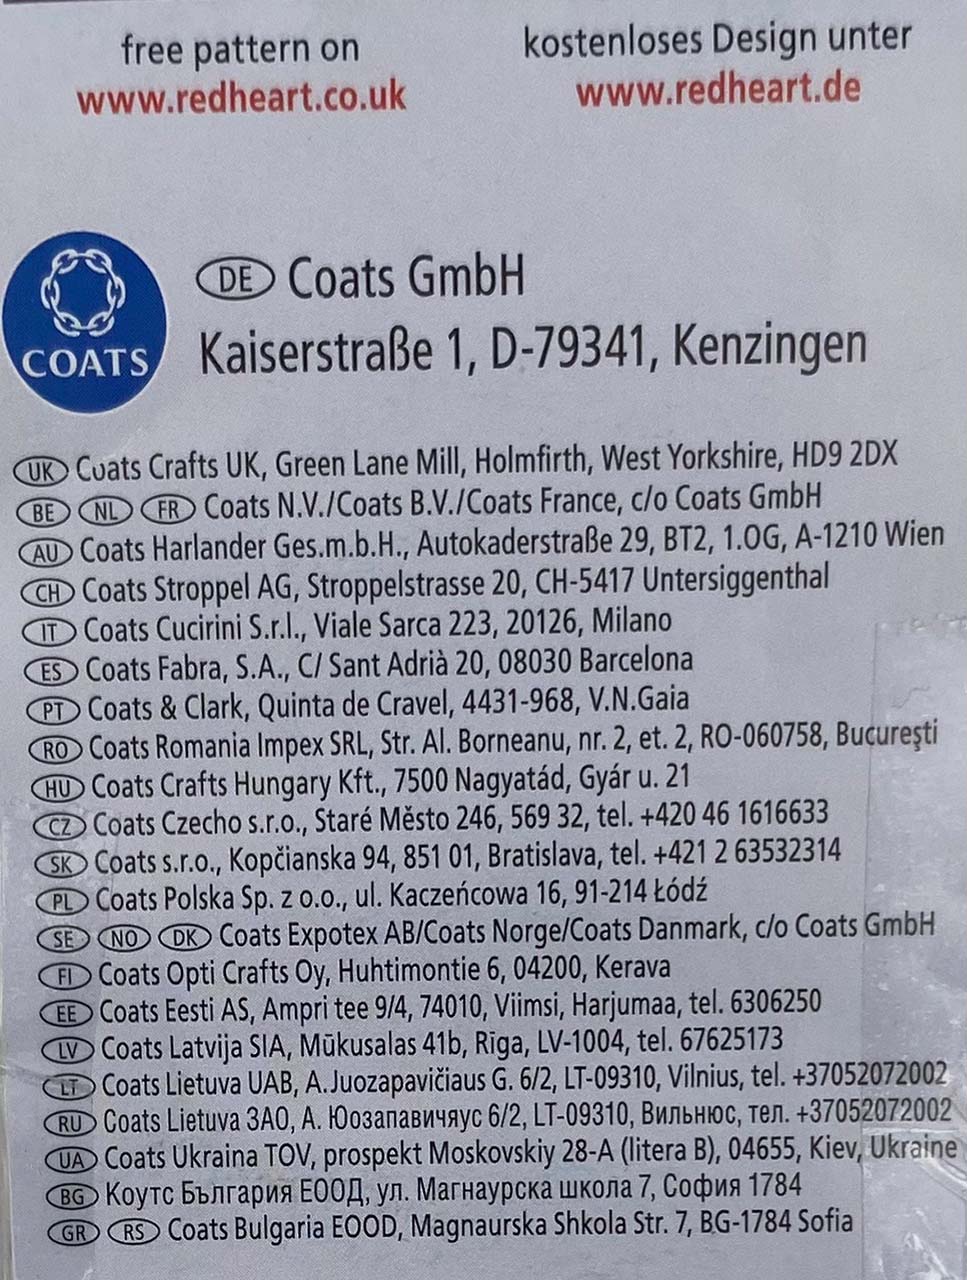 free pattern on
www.redheart.co.uk
kostenloses Design unter
www.redheart.de
COATS
DE Coats GmbH
Kaiserstraße 1, D-79341, Kenzingen
UK Coats Crafts UK, Green Lane Mill, Holmfirth, West Yorkshire, HD9 2DX
BE NL FR Coats N.V./Coats B.V./Coats France, c/o Coats GmbH
AU Coats Harlander Ges.m.b.H., Autokaderstraße 29, BT2, 1.OG, A-1210 Wien
CH Coats Stroppel AG, Stroppelstrasse 20, CH-5417 Untersiggenthal
IT Coats Cucirini S.r.l., Viale Sarca 223, 20126, Milano
ES Coats Fabra, S.A., C/ Sant Adrià 20, 08030 Barcelona
PT Coats & Clark, Quinta de Cravel, 4431-968, V.N.Gaia
RO Coats Romania Impex SRL, Str. Al. Borneanu, nr. 2, et. 2, RO-060758, Bucureşti
HU Coats Crafts Hungary Kft., 7500 Nagyatád, Gyár u. 21
CZ Coats Czecho s.r.o., Staré Město 246, 569 32, tel. +420 46 1616633
SK Coats s.r.o., Kopčianska 94, 851 01, Bratislava, tel. +421 2 63532314
PL Coats Polska Sp. z o.o., ul. Kaczeńcowa 16, 91-214 Łódź
SE NO DK Coats Expotex AB/Coats Norge/Coats Danmark, c/o Coats GmbH
FI Coats Opti Crafts Oy, Huhtimontie 6, 04200, Kerava
EE Coats Eesti AS, Ampri tee 9/4, 74010, Viimsi, Harjumaa, tel. 6306250
LV Coats Latvija SIA, Mūkusalas 41b, Rīga, LV-1004, tel. 67625173
LT Coats Lietuva UAB, A.Juozapavičiaus G. 6/2, LT-09310, Vilnius, tel. +37052072002
RU Coats Lietuva ЗАО, А. Юозапавичяус 6/2, LT-09310, Вильнюс, тел. +37052072002
UA Coats Ukraina TOV, prospekt Moskovskiy 28-A (litera B), 04655, Kiev, Ukraine
BG Коутс България ЕООД, ул. Магнаурска школа 7, София 1784
GR RS Coats Bulgaria EOOD, Magnaurska Shkola Str. 7, BG-1784 Sofia